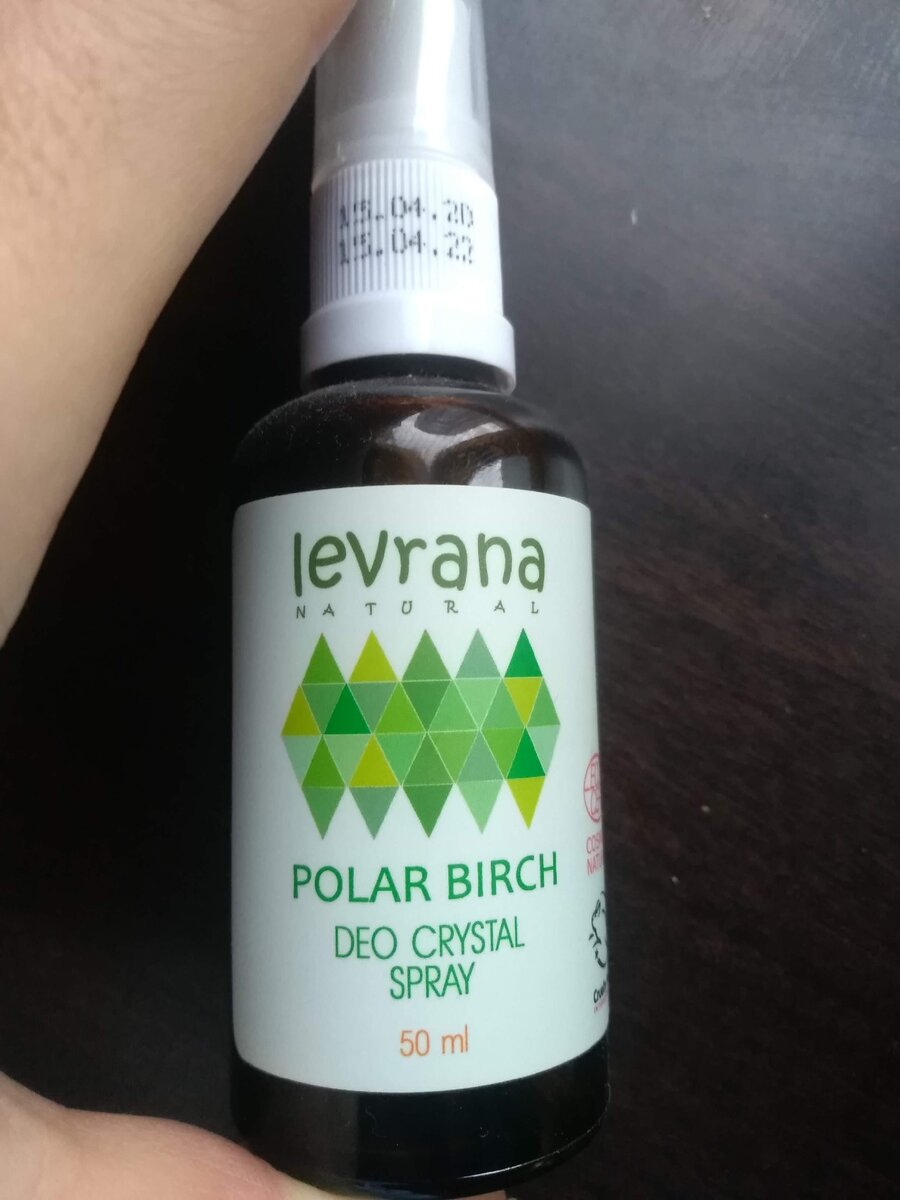 15.04.20
15.04.22
levrana
NATURAL
POLAR BIRCH
DEO CRYSTAL
SPRAY
50 ml